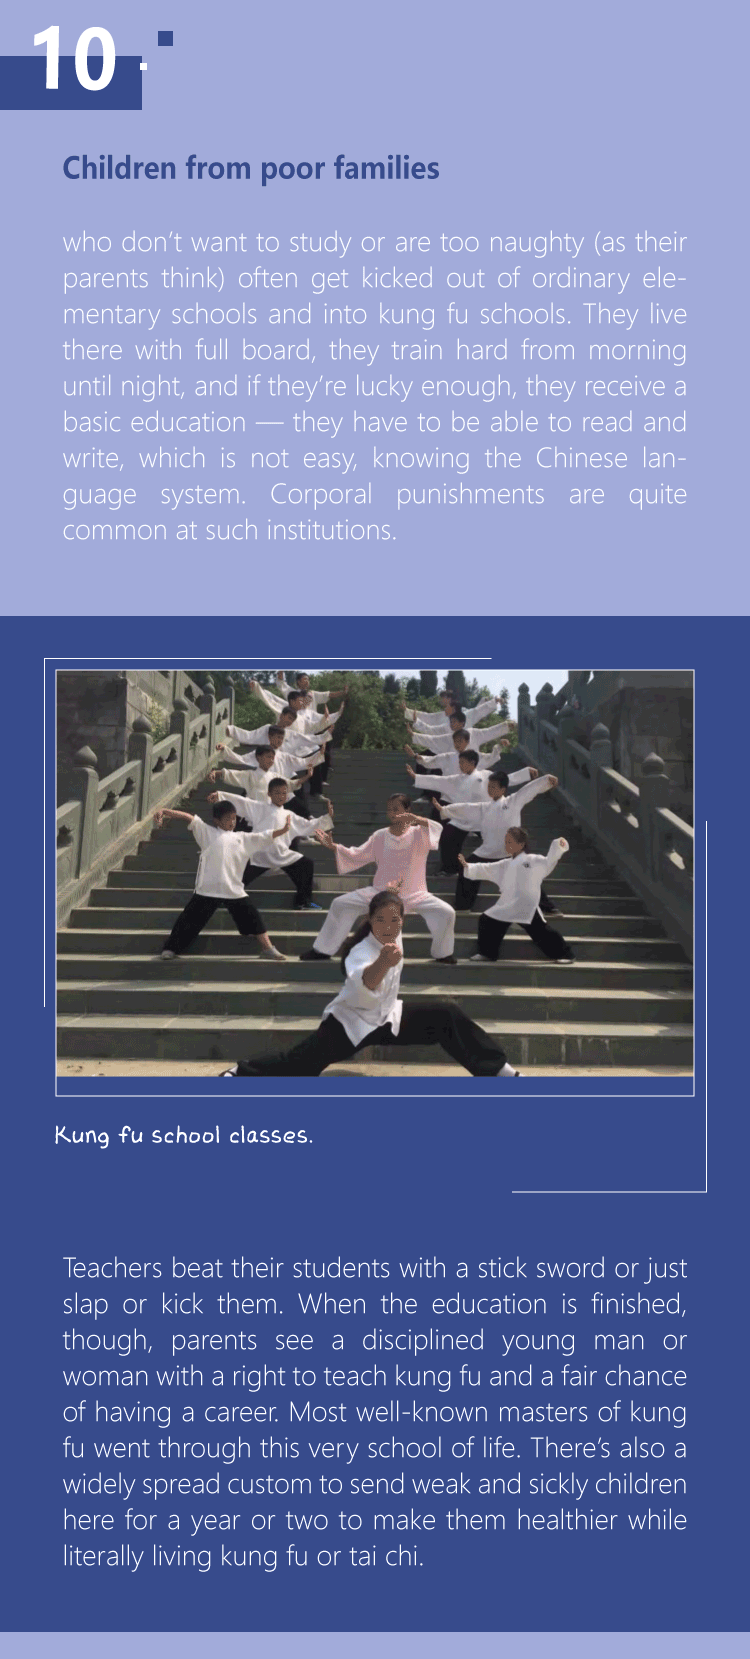 10
Children from poor families
who don’t want to study or are too naughty (as their
parents think) often get kicked out of ordinary ele-
mentary schools and into kung fu schools. They live
there with full board, they train hard from morning
until night, and if they’re lucky enough, they receive a
basic education — they have to be able to read and
write, which is not easy, knowing the Chinese lan-
guage system. Corporal punishments are quite
common at such institutions.
Kung fu school classes.
Teachers beat their students with a stick sword or just
slap or kick them. When the education is finished,
though, parents see a disciplined young man or
woman with a right to teach kung fu and a fair chance
of having a career. Most well-known masters of kung
fu went through this very school of life. There’s also a
widely spread custom to send weak and sickly children
here for a year or two to make them healthier while
literally living kung fu or tai chi.